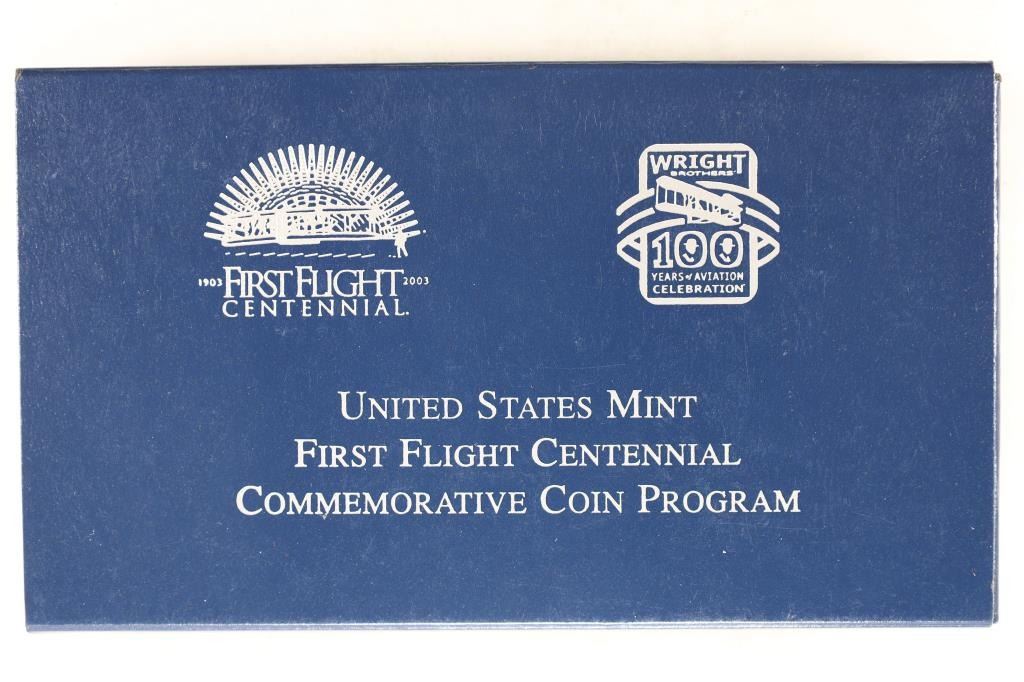 1903 FIRST FLIGHT 2003
CENTENNIAL.
WRIGHT
BROTHERS
100
YEARS of AVIATION
CELEBRATION
UNITED STATES MINT
FIRST FLIGHT CENTENNIAL
COMMEMORATIVE COIN PROGRAM